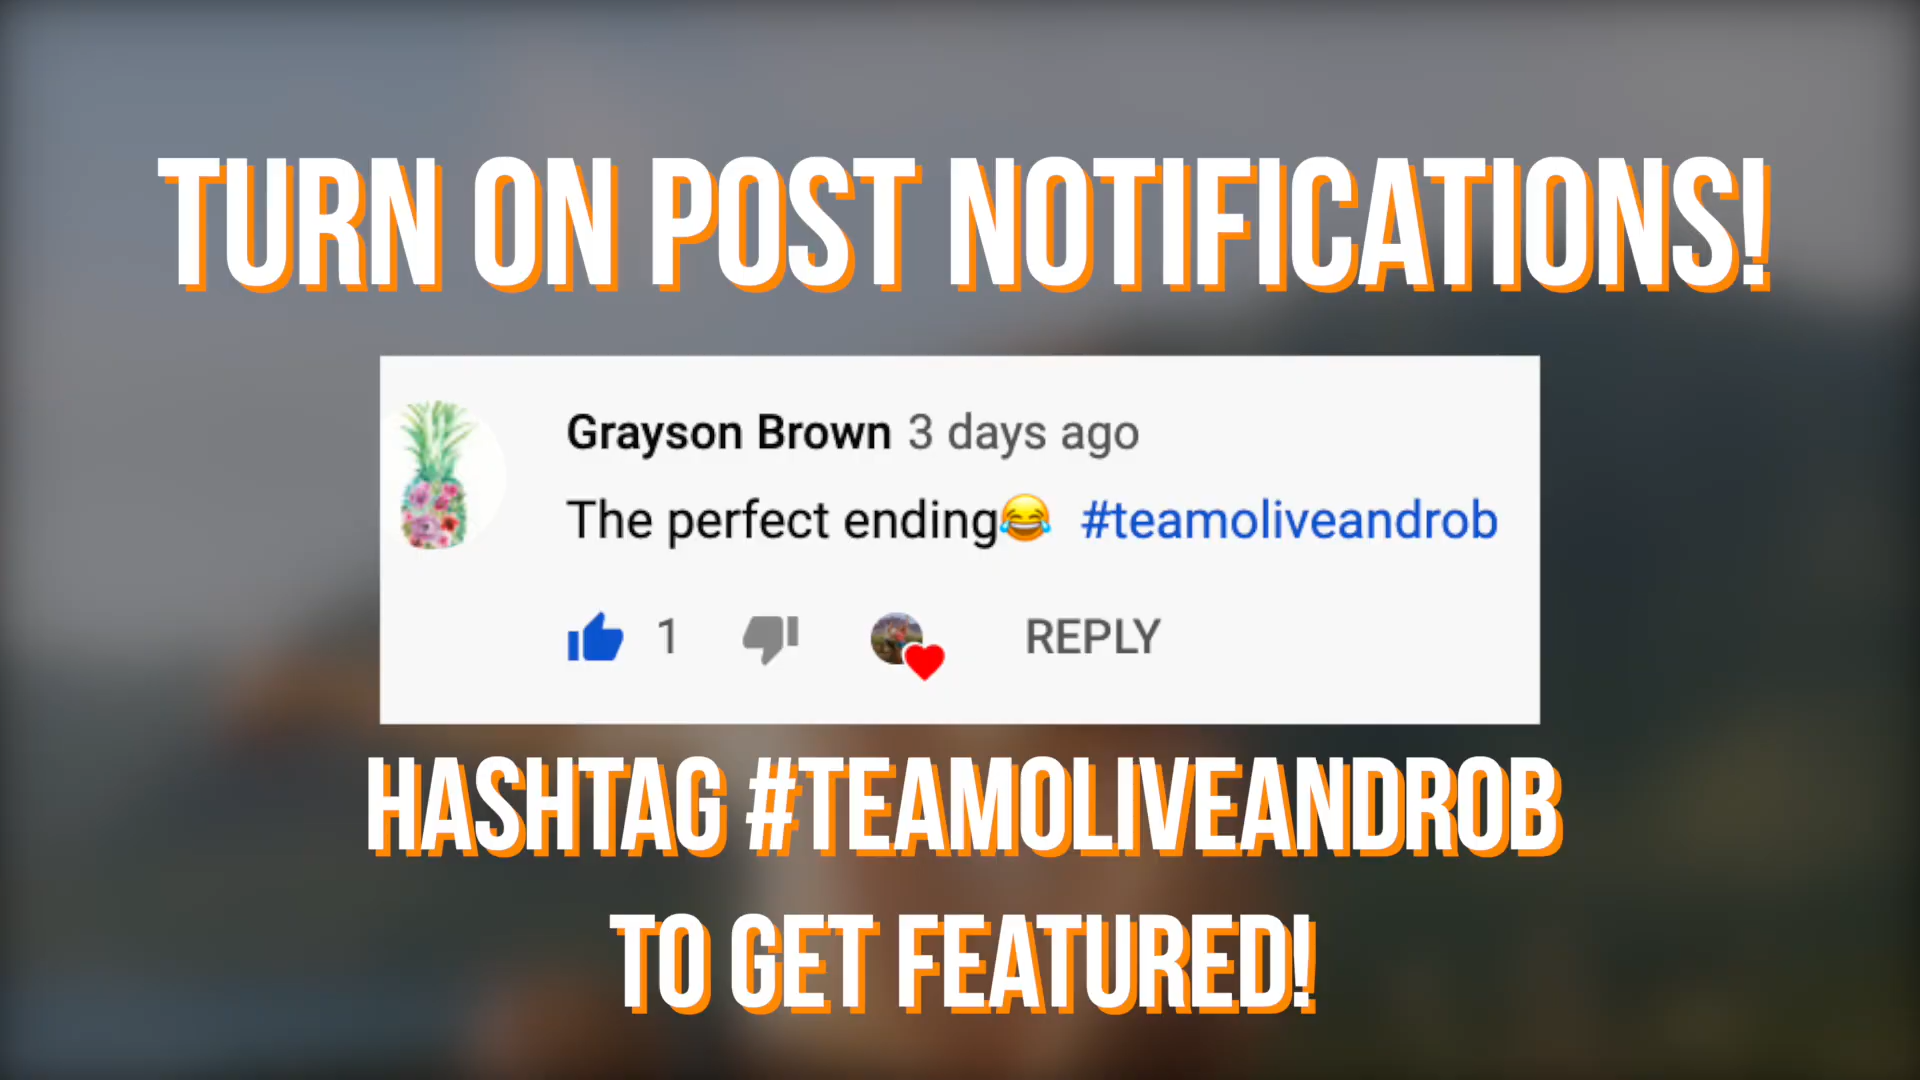 TURN ON POST NOTIFICATIONS!
Grayson Brown 3 days ago
The perfect ending😂 #teamoliveandrob
1 REPLY
HASHTAG #TEAMOLIVEANDROB
TO GET FEATURED!